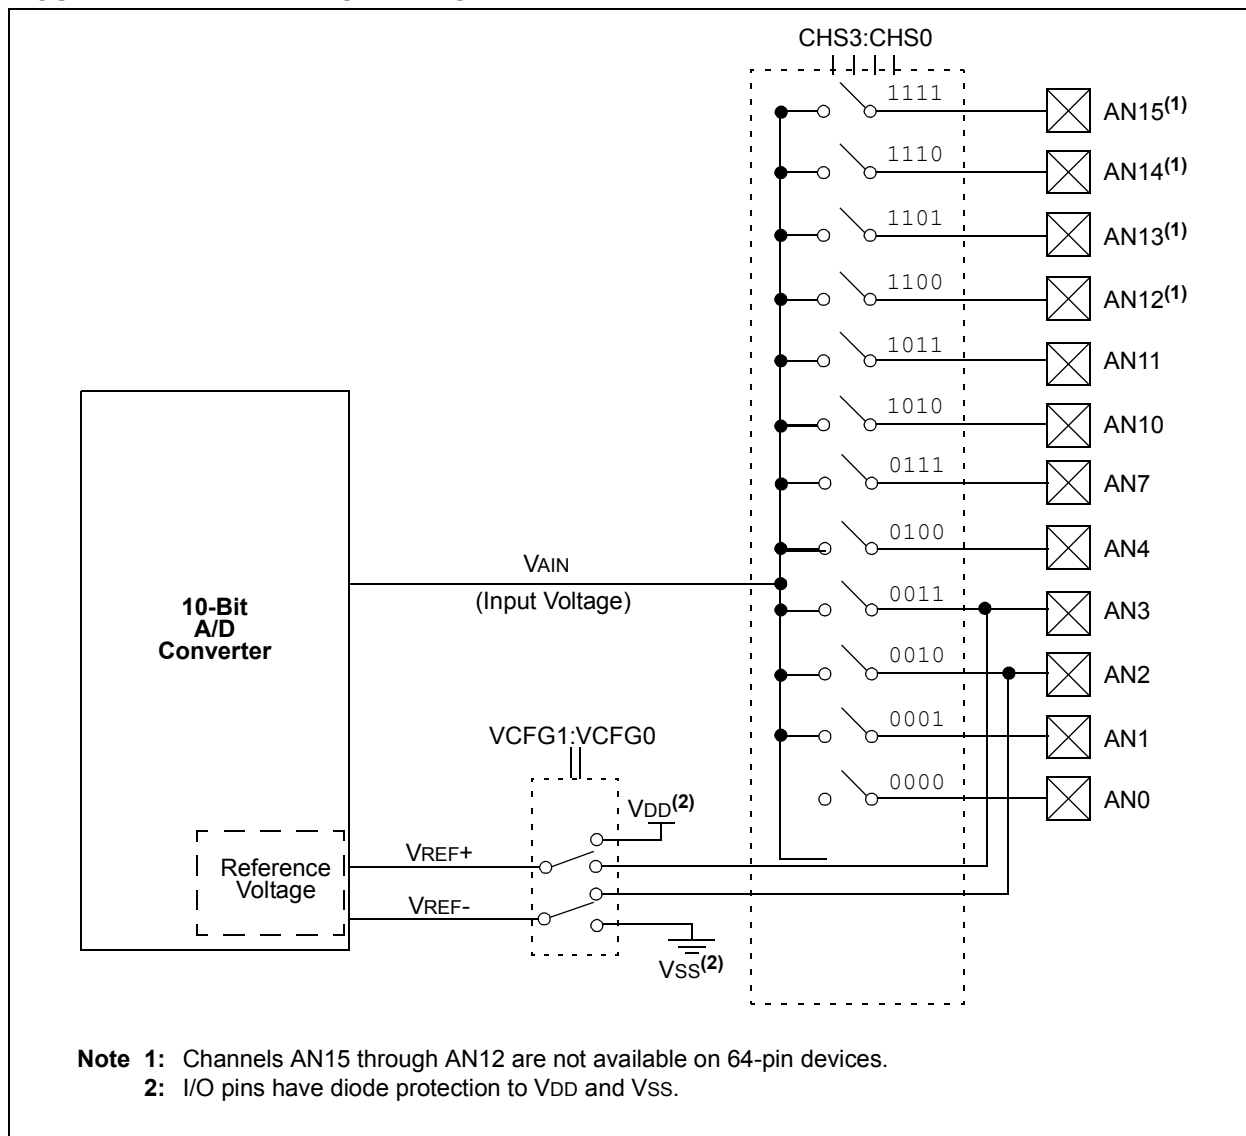 CHS3:CHS0
1111
AN15(1)
1110
AN14(1)
1101
AN13(1)
1100
AN12(1)
1011
AN11
1010
AN10
0111
AN7
0100
AN4
VAIN
(Input Voltage)
0011
AN3
10-Bit
A/D
Converter
0010
AN2
0001
AN1
VCFG1:VCFG0
0000
AN0
VDD(2)
Reference
Voltage
VREF+
VREF-
VSS(2)
Note 1: Channels AN15 through AN12 are not available on 64-pin devices.
2: I/O pins have diode protection to VDD and VSS.